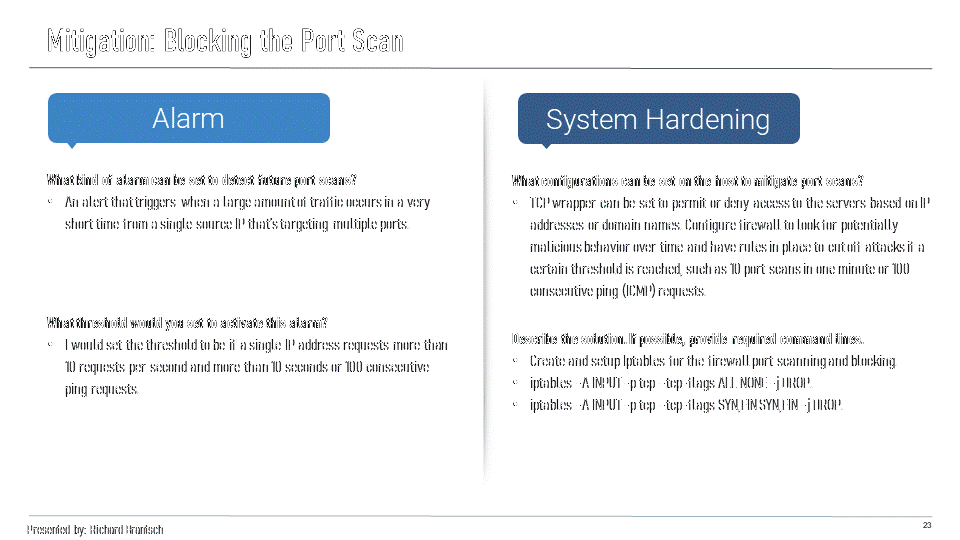 Mitigation: Blocking the Port Scan
Alarm
What kind of alarm can be set to detect future port scans?
• An alert that triggers when a large amount of traffic occurs in a very
short time from a single source IP that's targeting multiple ports.
What threshold would you set to activate this alarm?
• I would set the threshold to be if a single IP address requests more than
10 requests per second and more than 10 seconds or 100 consecutive
ping requests.
System Hardening
What configurations can be set on the host to mitigate port scans?
• TCP wrapper can be set to permit or deny access to the servers based on IP
addresses or domain names. Configure firewall to look for potentially
malicious behavior over time and have rules in place to cut off attacks if a
certain threshold is reached, such as 10 port scans in one minute or 100
consecutive ping (ICMP) requests.
Describe the solution. If possible, provide required command lines.
• Create and setup Iptables for the firewall port scanning and blocking.
• iptables -A INPUT -p tcp -tcp-flags ALL NONE -j DROP.
• iptables -A INPUT -p tcp -tcp-flags SYN,FIN SYN,FIN -j DROP.
Presented by: Richard
23